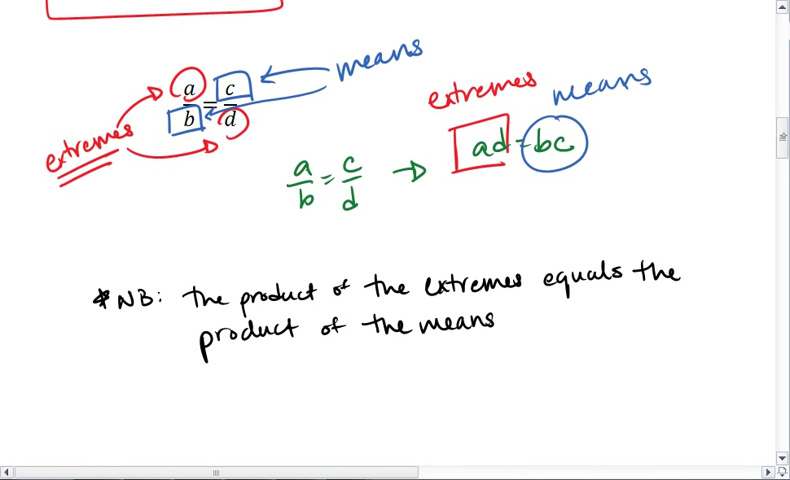 means
a/b = c/d
extremes
extremes means
a/b = c/d → ad = bc
* NB: the product of the extremes equals the
product of the means